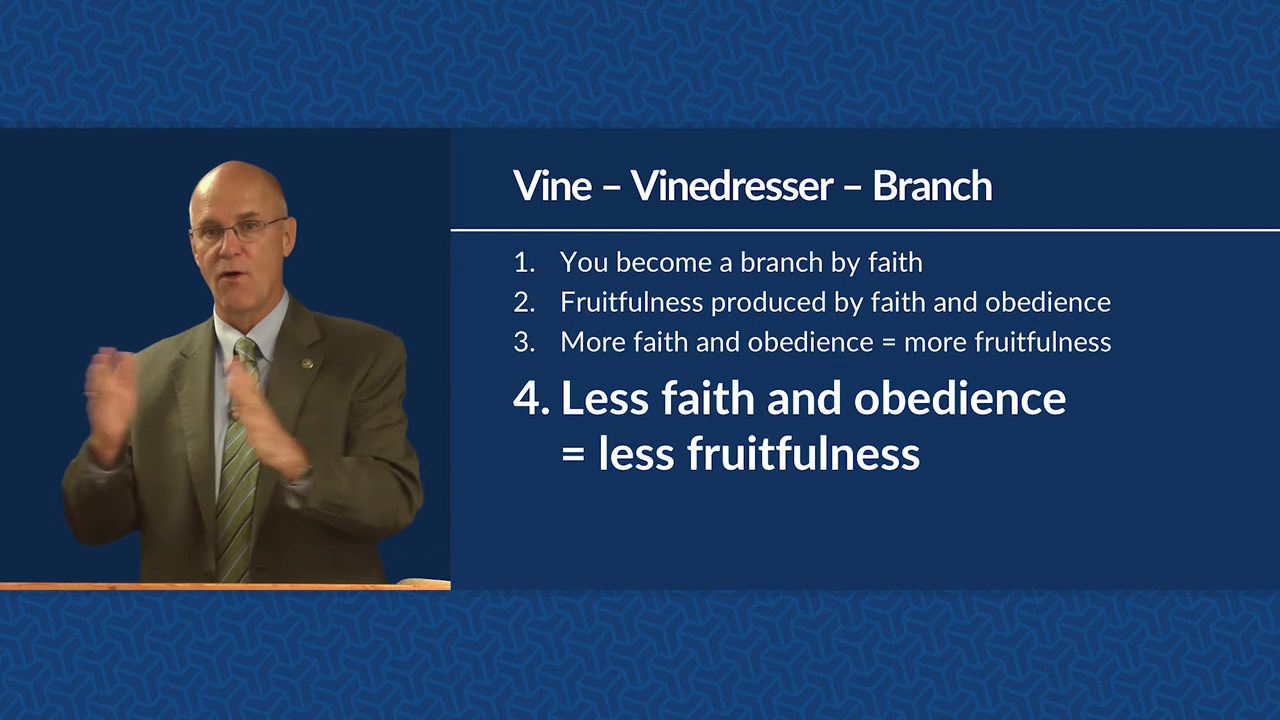 Vine – Vinedresser – Branch
1. You become a branch by faith
2. Fruitfulness produced by faith and obedience
3. More faith and obedience = more fruitfulness
4. Less faith and obedience
= less fruitfulness